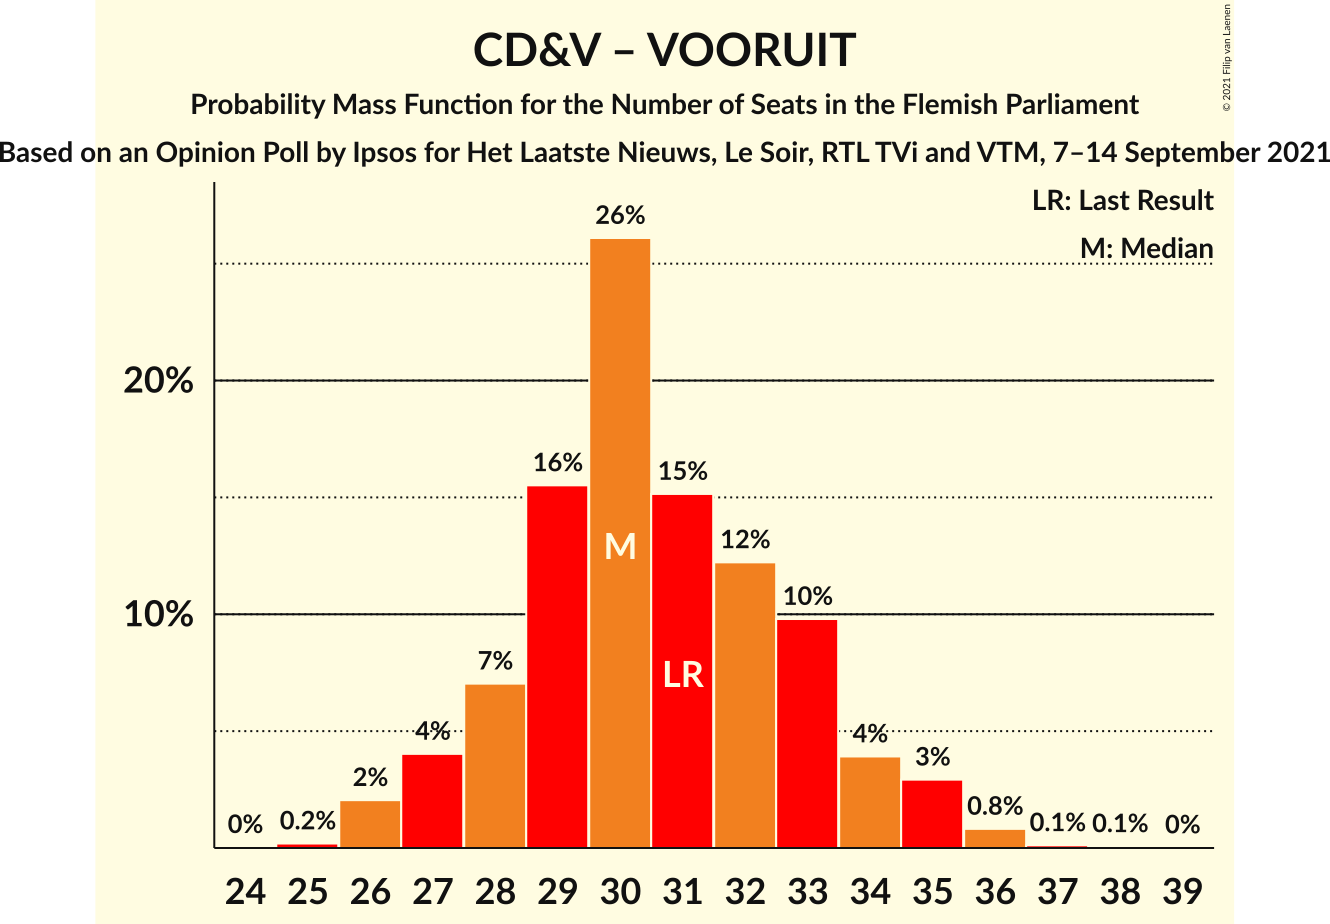 CD&V – VOORUIT
Probability Mass Function for the Number of Seats in the Flemish Parliament
Based on an Opinion Poll by Ipsos for Het Laatste Nieuws, Le Soir, RTL TVi and VTM, 7–14 September 2021
© 2021 Filip van Laenen
LR: Last Result
M: Median
20%
10%
0% 0.2% 2% 4% 7% 16% 26% 15% 12% 10% 4% 3% 0.8% 0.1% 0.1% 0%
M
LR
24 25 26 27 28 29 30 31 32 33 34 35 36 37 38 39